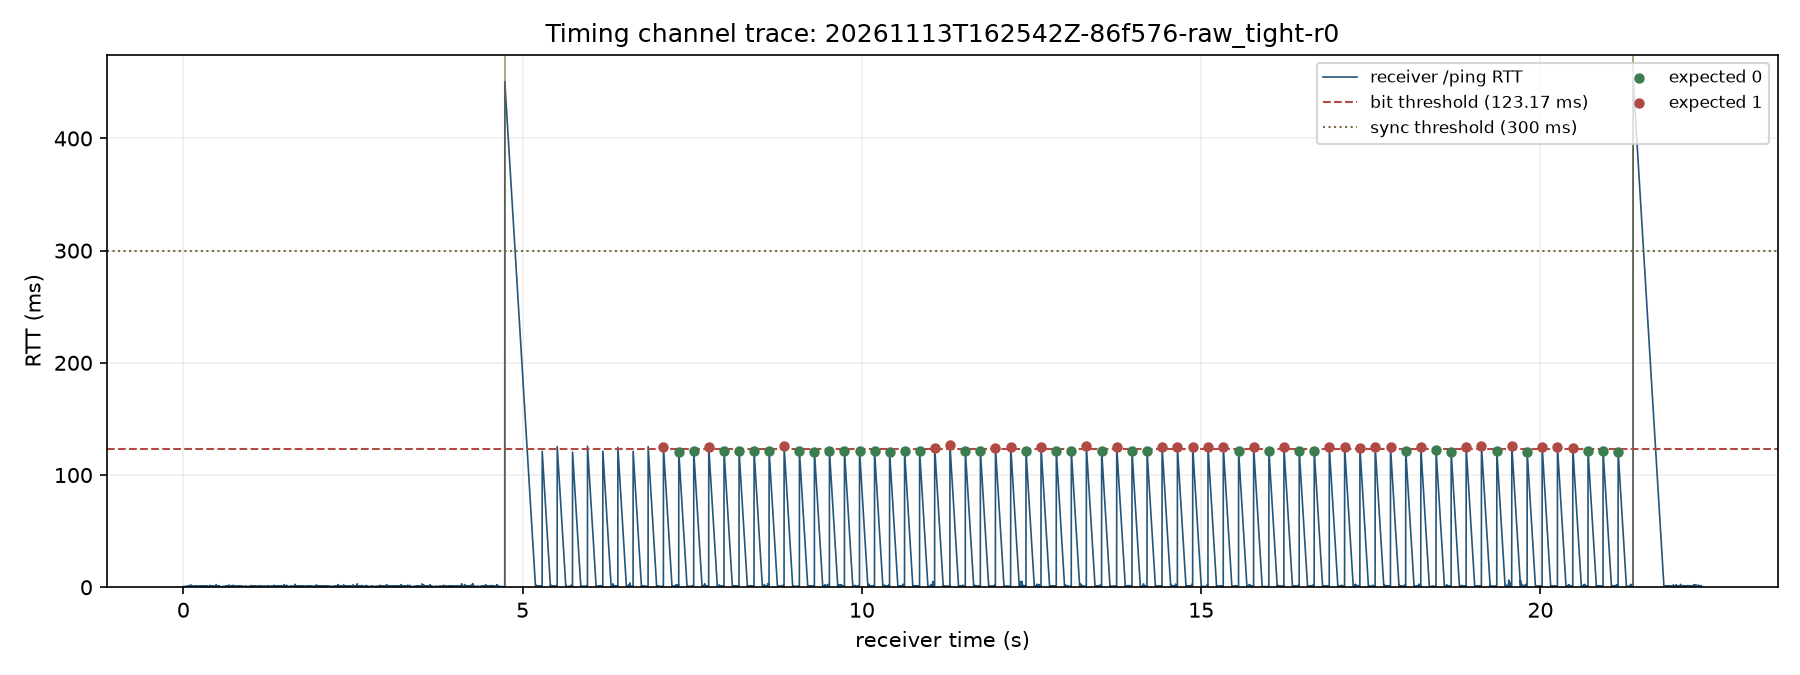 Timing channel trace: 20261113T162542Z-86f576-raw_tight-r0
receiver /ping RTT
bit threshold (123.17 ms)
sync threshold (300 ms)
expected 0
expected 1
RTT (ms)
400
300
200
100
0
0
5
10
15
20
receiver time (s)